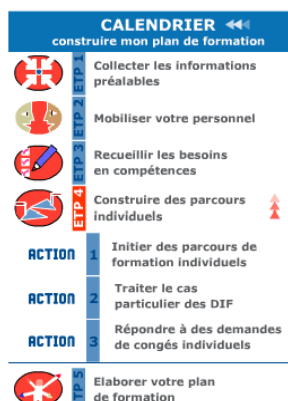 CALENDRIER
construire mon plan de formation
ETP 1
Collecter les informations
préalables
ETP 2
Mobiliser votre personnel
ETP 3
Recueillir les besoins
en compétences
ETP 4
Construire des parcours
individuels
ACTION 1
Initier des parcours de
formation individuels
ACTION 2
Traiter le cas
particulier des DIF
ACTION 3
Répondre à des demandes
de congés individuels
ETP 5
Elaborer votre plan
de formation